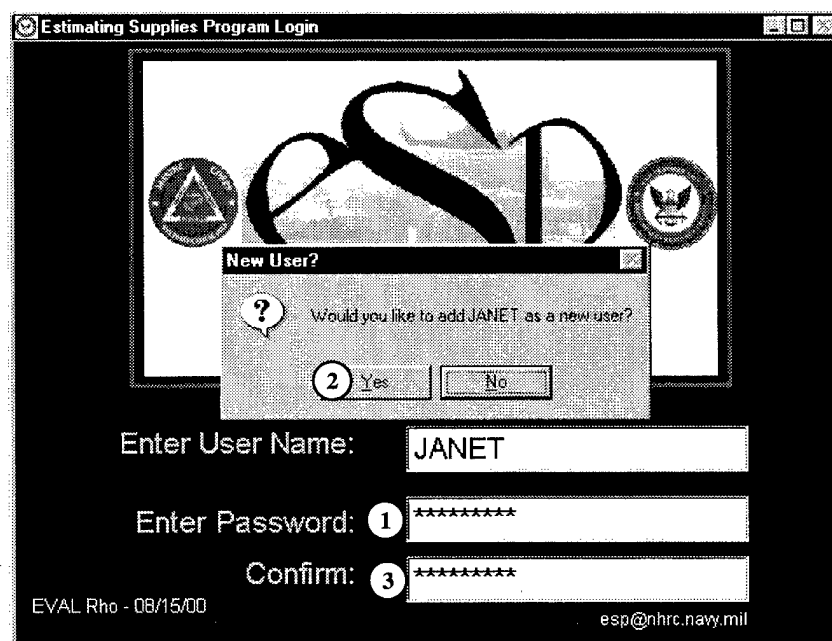 Estimating Supplies Program Login
ESP
New User?
?
Would you like to add JANET as a new user?
2 Yes No
Enter User Name: JANET
Enter Password: 1 *********
Confirm: 3 *********
EVAL Rho - 08/15/00
esp@nhrc.navy.mil